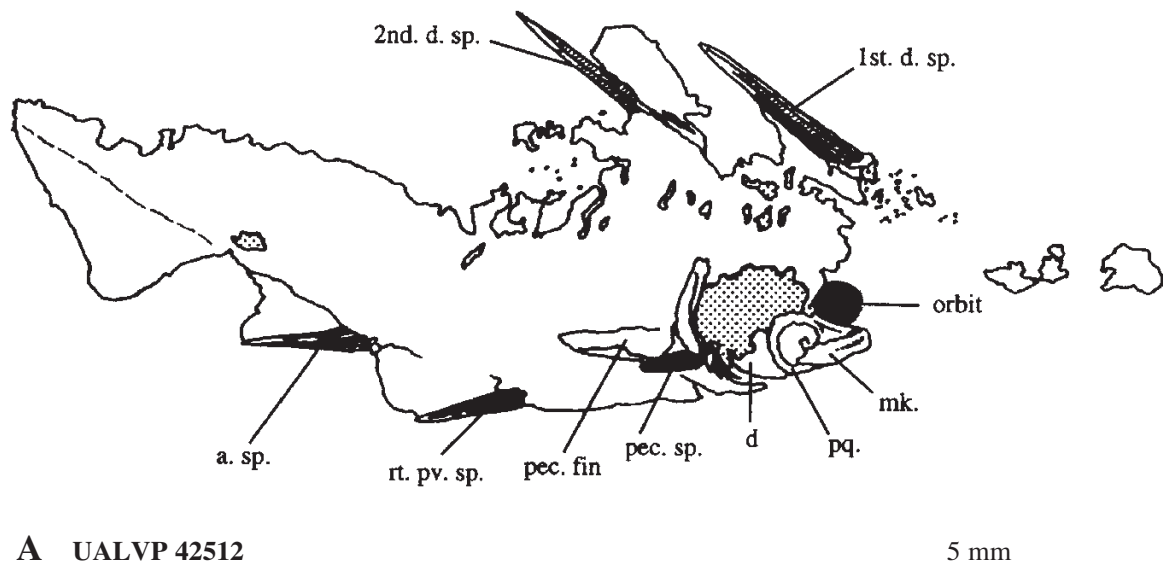 2nd. d. sp.
1st. d. sp.
orbit
mk.
a. sp.
rt. pv. sp.
pec. fin
pec. sp.
d
pq.
A UALVP 42512
5 mm